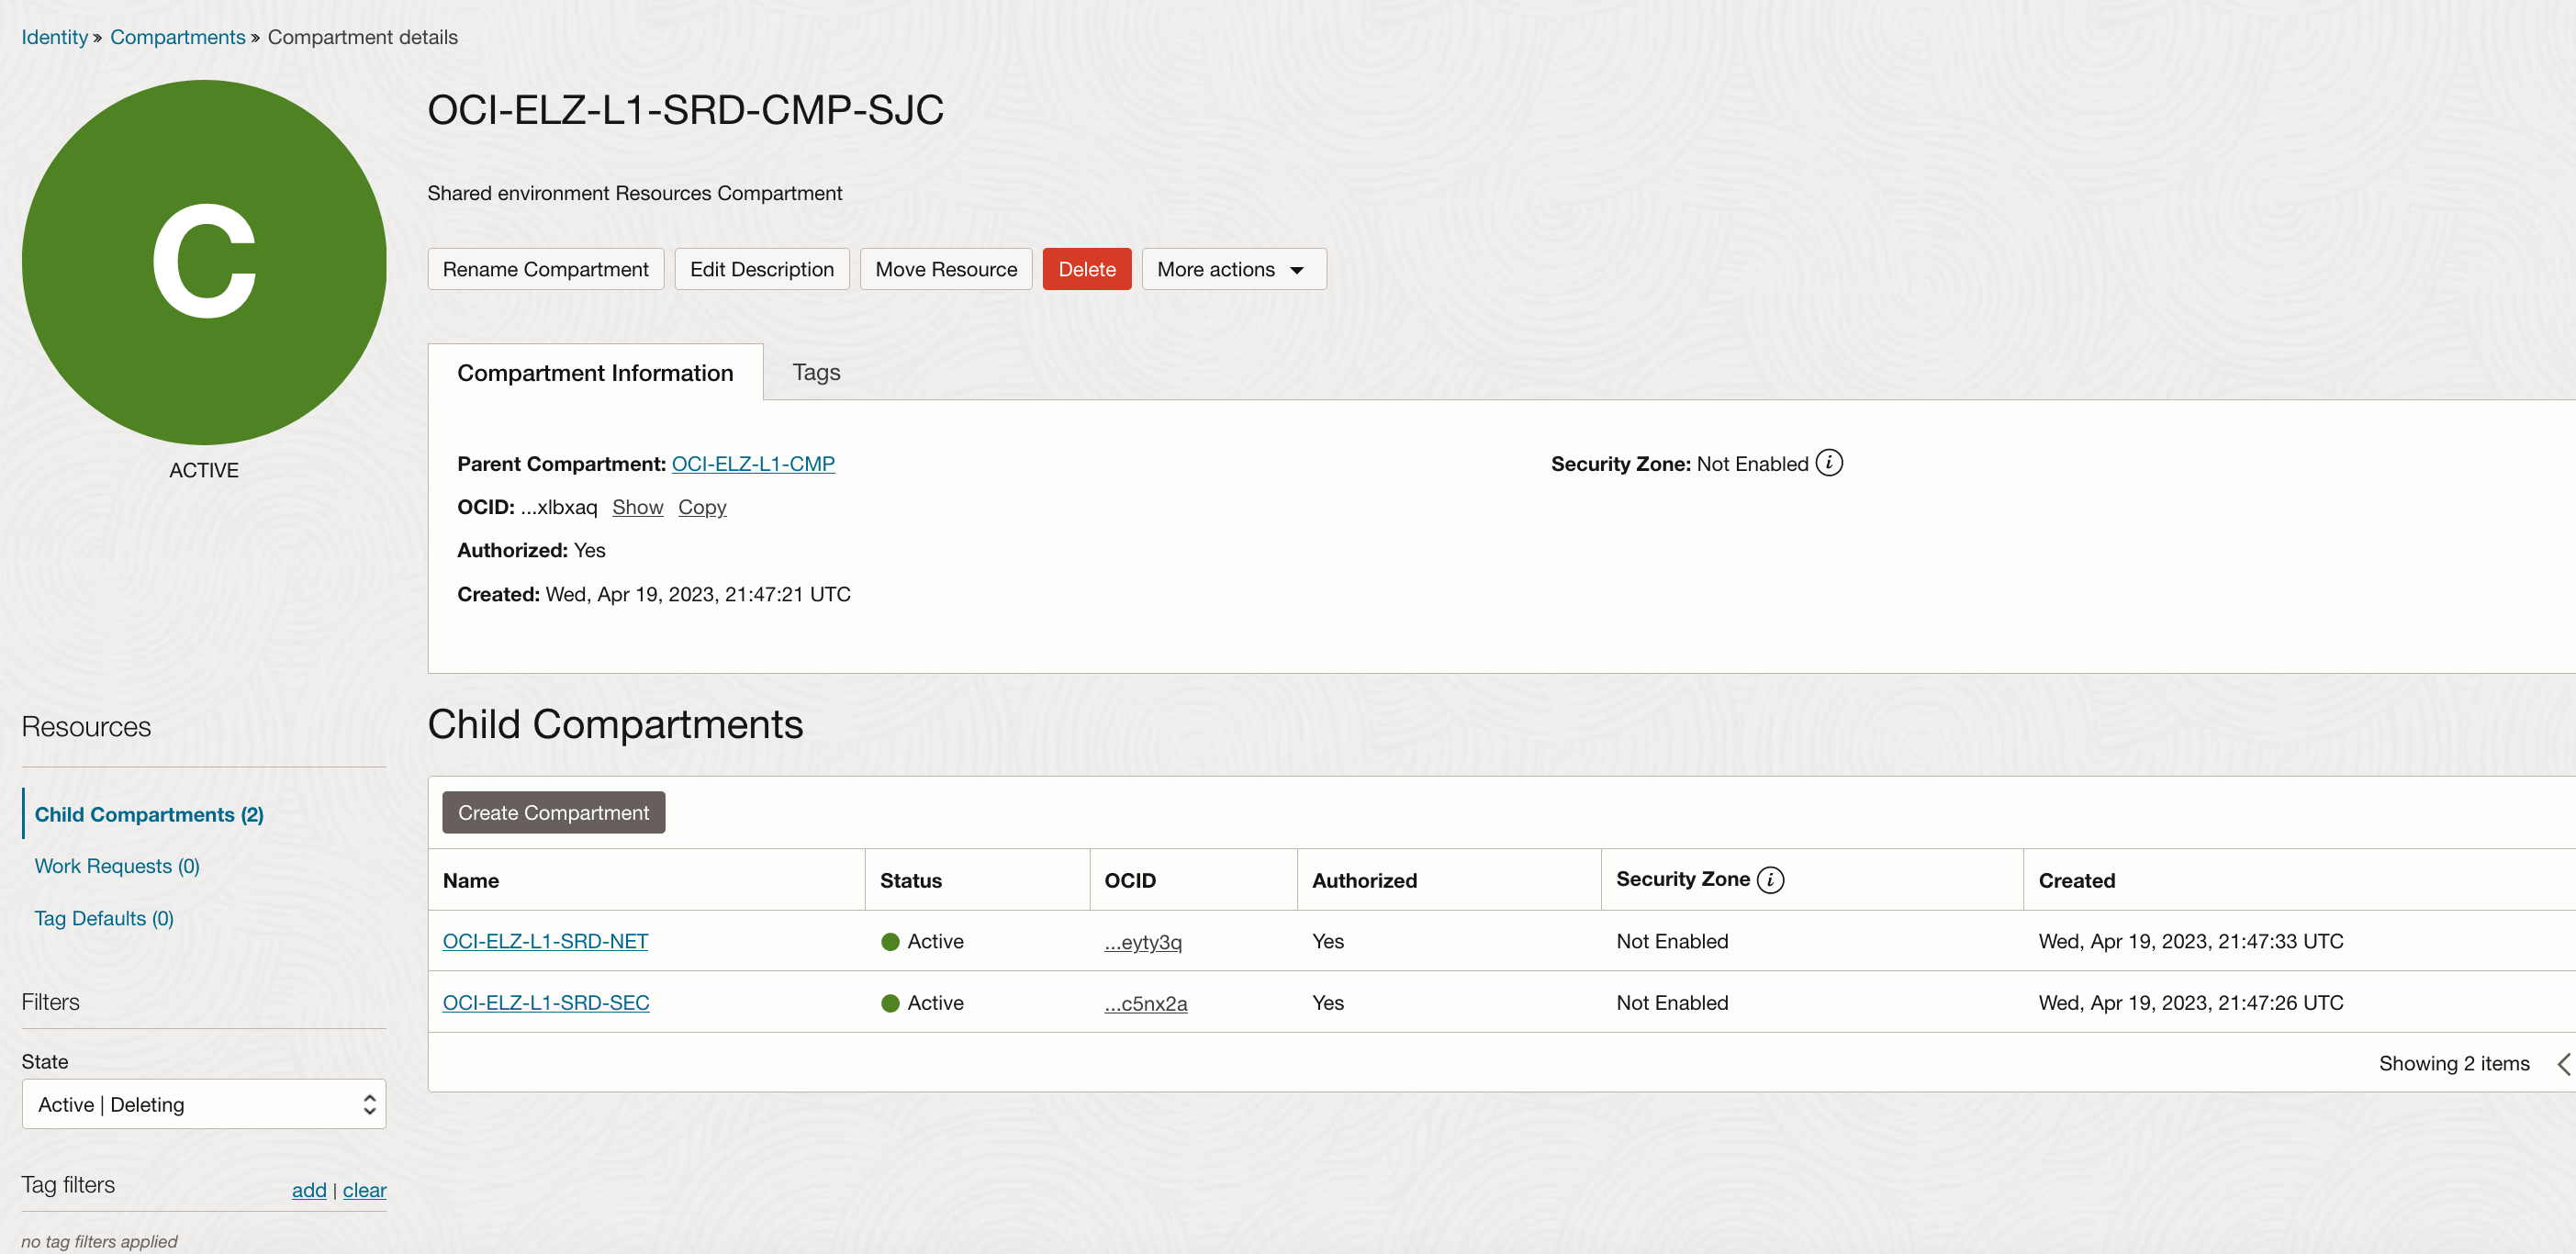 Identity » Compartments » Compartment details
C
ACTIVE
OCI-ELZ-L1-SRD-CMP-SJC
Shared environment Resources Compartment
Rename Compartment Edit Description Move Resource Delete More actions
Compartment Information Tags
Parent Compartment: OCI-ELZ-L1-CMP Security Zone: Not Enabled i
OCID: ...xlbxaq Show Copy
Authorized: Yes
Created: Wed, Apr 19, 2023, 21:47:21 UTC
Resources
Child Compartments (2)
Work Requests (0)
Tag Defaults (0)
Filters
State
Active | Deleting
Tag filters add | clear
no tag filters applied
Child Compartments
Create Compartment
Name Status OCID Authorized Security Zone i Created
OCI-ELZ-L1-SRD-NET Active ...eyty3q Yes Not Enabled Wed, Apr 19, 2023, 21:47:33 UTC
OCI-ELZ-L1-SRD-SEC Active ...c5nx2a Yes Not Enabled Wed, Apr 19, 2023, 21:47:26 UTC
Showing 2 items